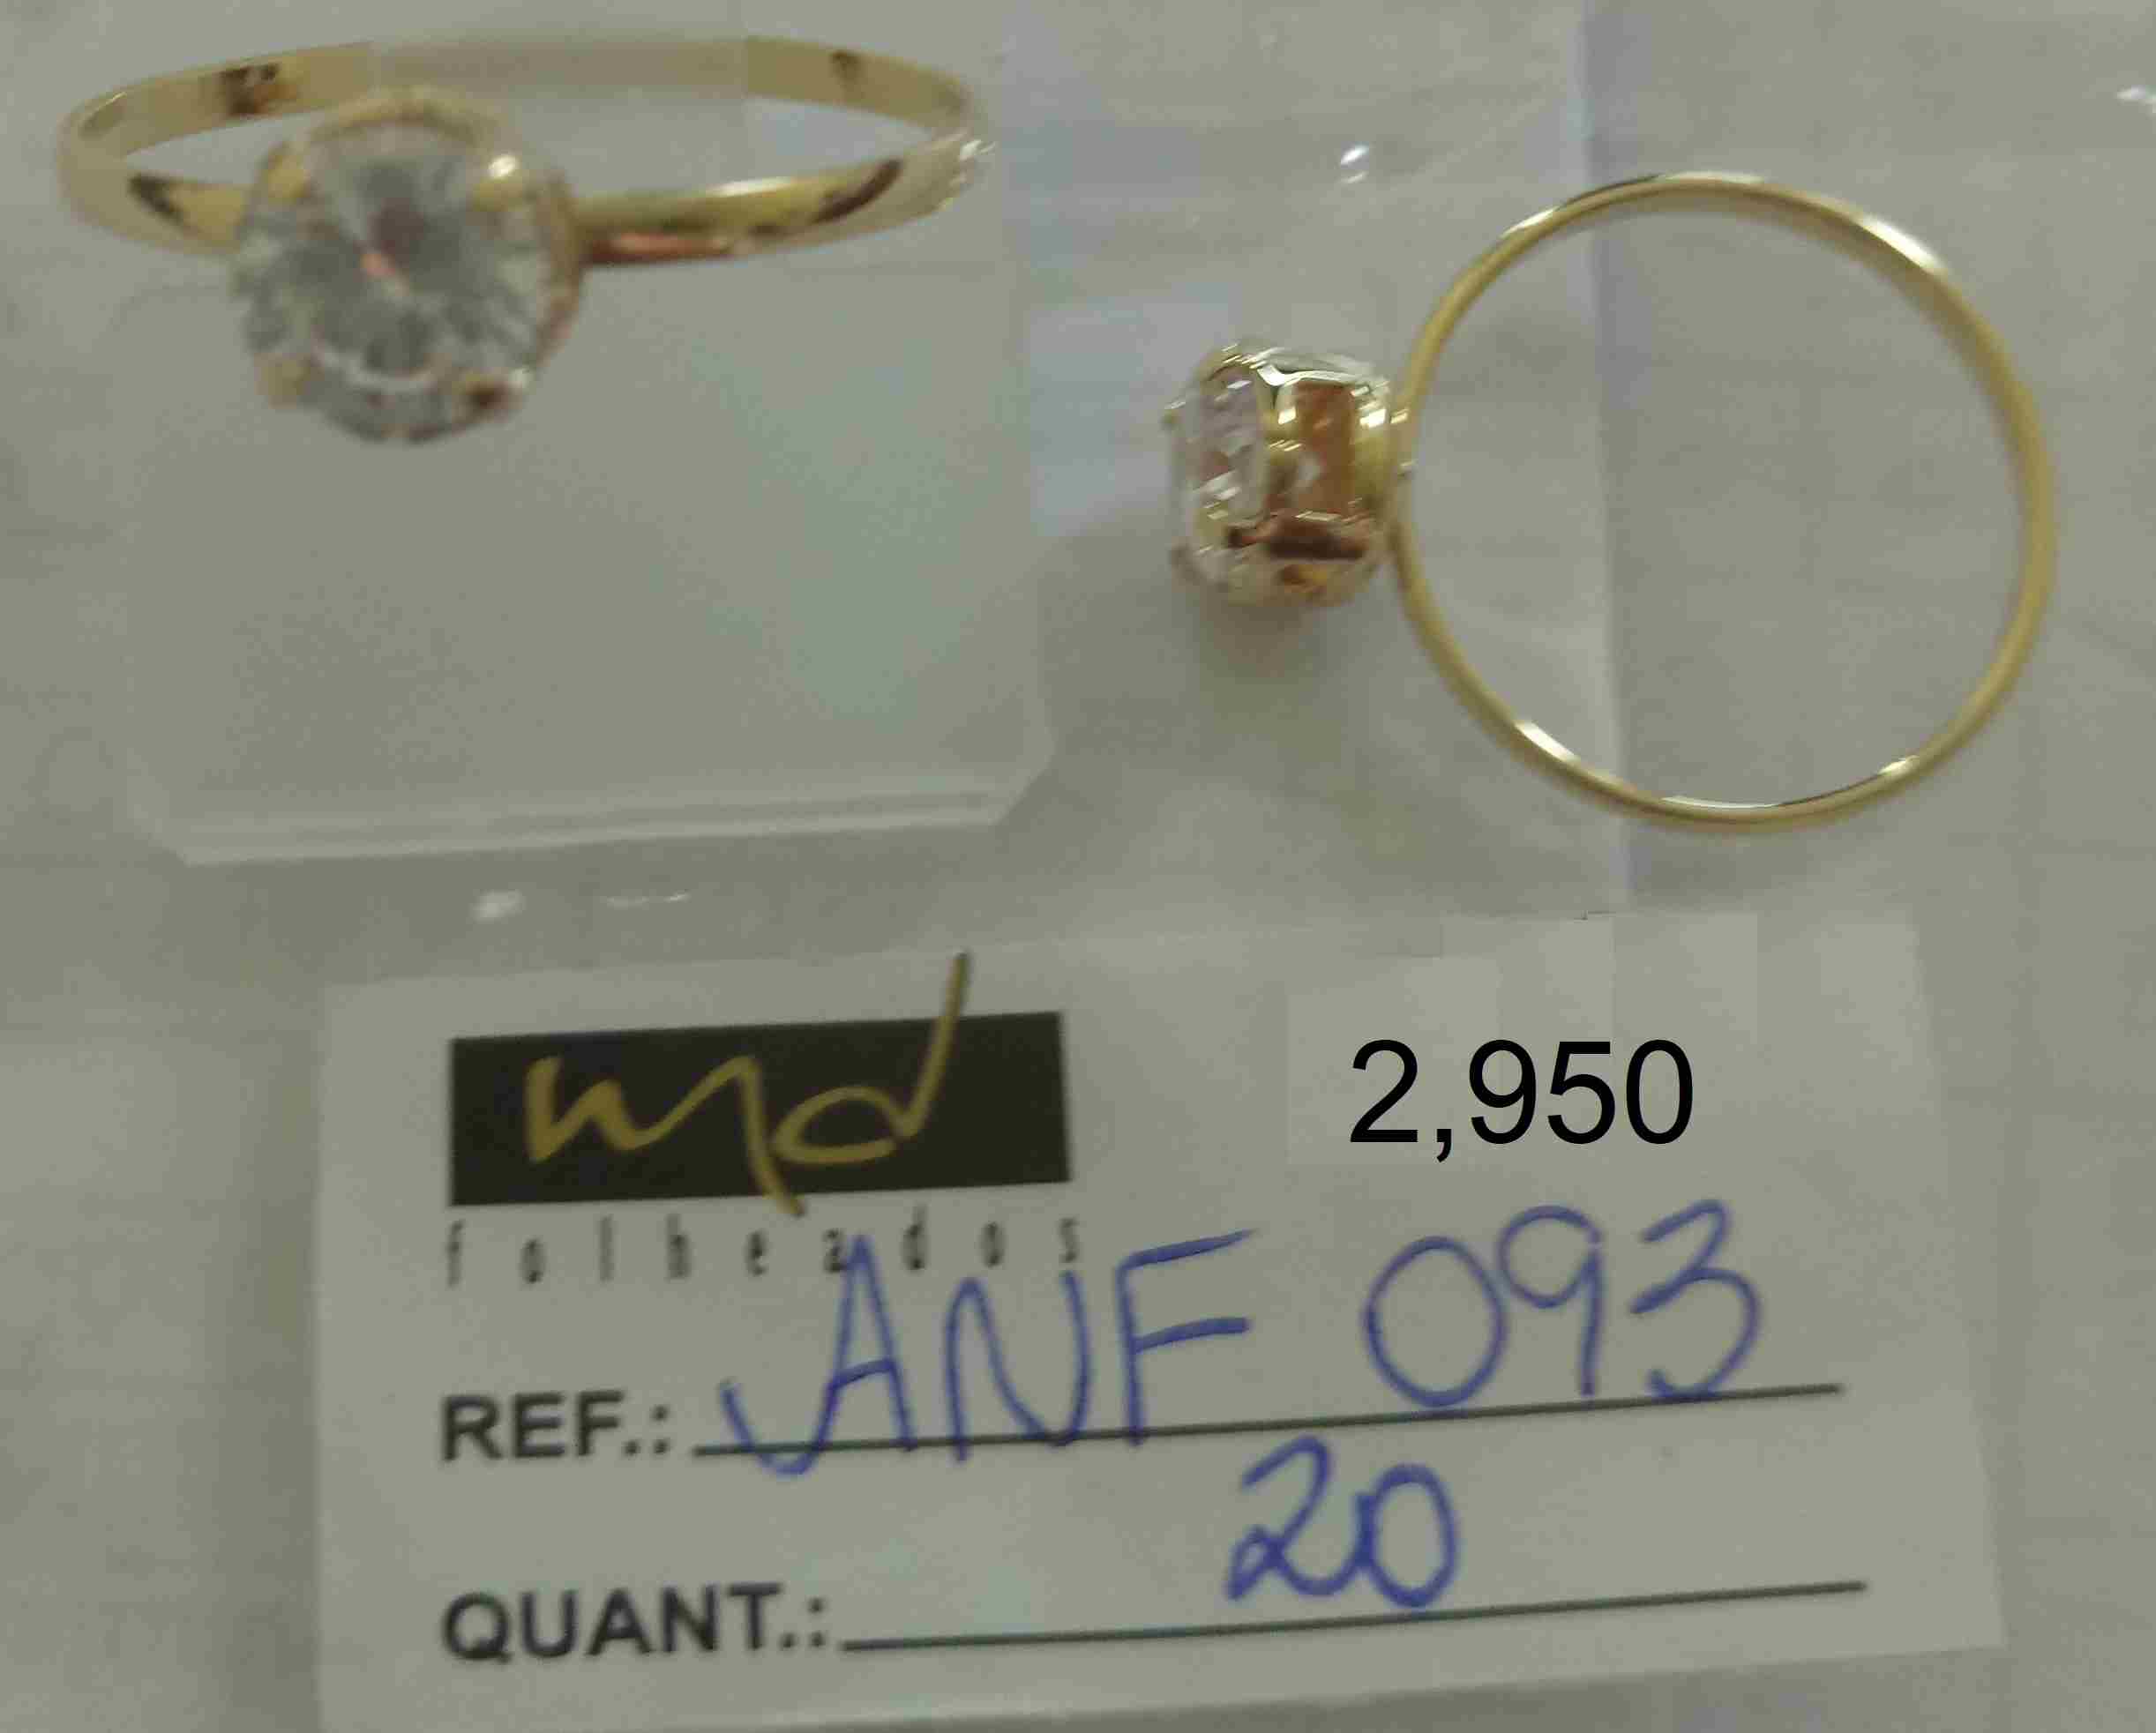 md
2,950
folheados
REF.: ANF 093
QUANT.: 20